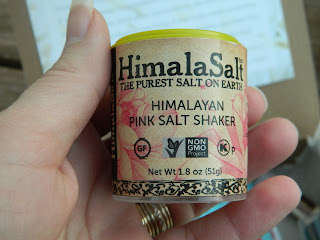 HimalaSalt™
THE PUREST SALT ON EARTH
HIMALAYAN
PINK SALT SHAKER
GF
NON
GMO
Project
K P
Net Wt 1.8 oz (51g)